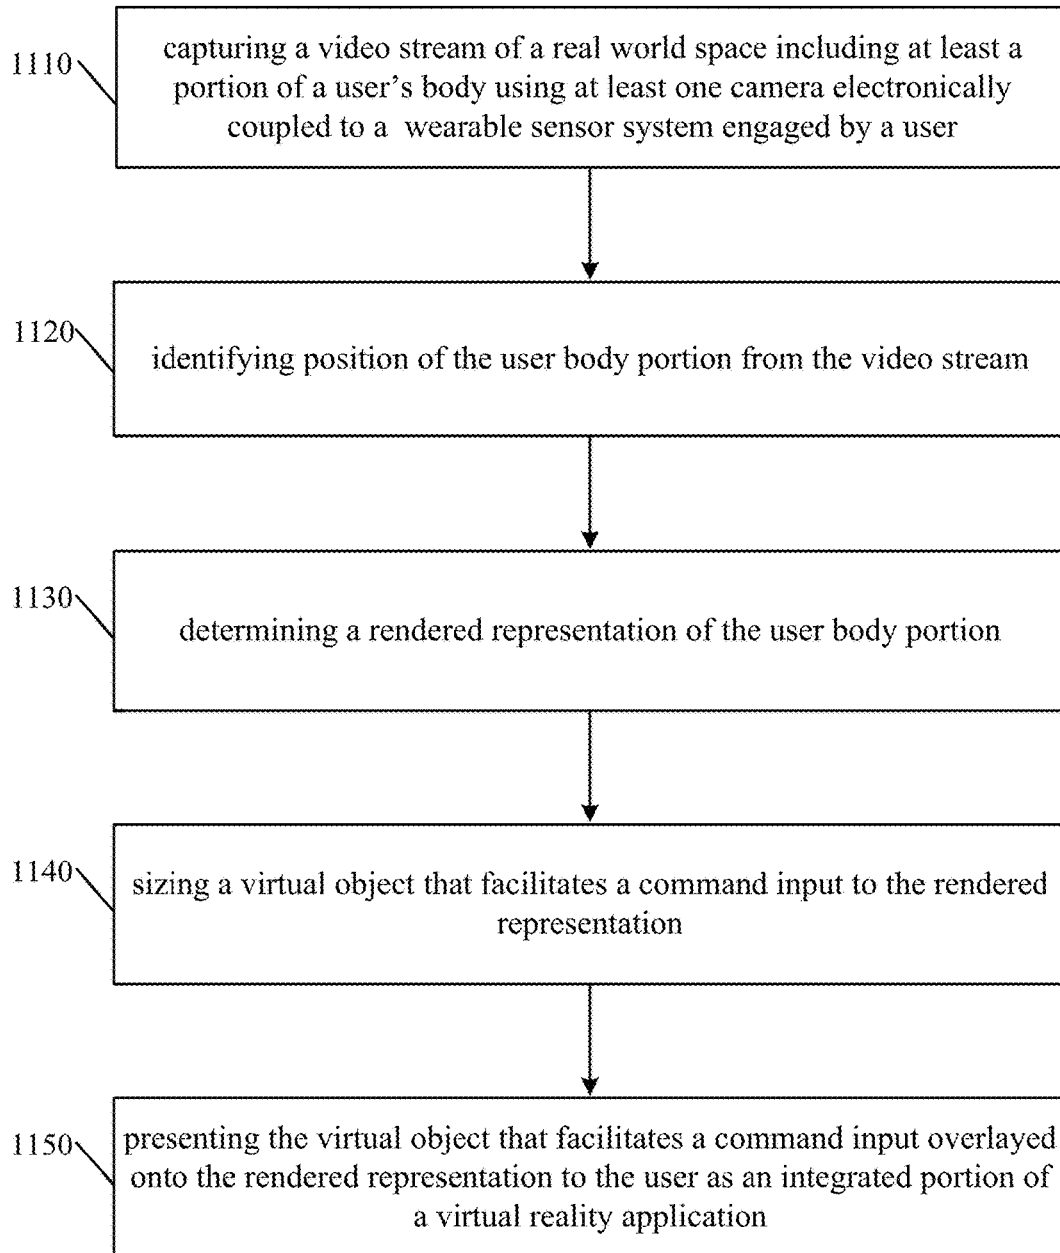 1110
capturing a video stream of a real world space including at least a
portion of a user's body using at least one camera electronically
coupled to a wearable sensor system engaged by a user
1120
identifying position of the user body portion from the video stream
1130
determining a rendered representation of the user body portion
1140
sizing a virtual object that facilitates a command input to the rendered
representation
1150
presenting the virtual object that facilitates a command input overlayed
onto the rendered representation to the user as an integrated portion of
a virtual reality application